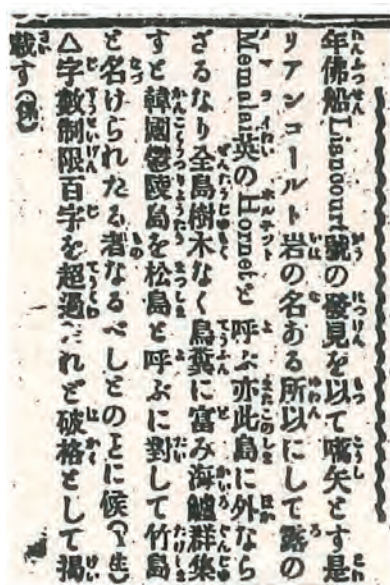 年佛船Liancourt號の發見を以て嚆矢とす是
リアンコールト岩の名ある所以にして露の
Menalai英のHornetと呼ぶ亦此島に外なら
ざるなり全島樹木なく鳥糞に富み海驢群集
すと韓國鬱陵島を松島と呼ぶに對して竹島
と名けられたる者なるべしとのことに候
△字數制限百字を超過したれど破格として掲
載す